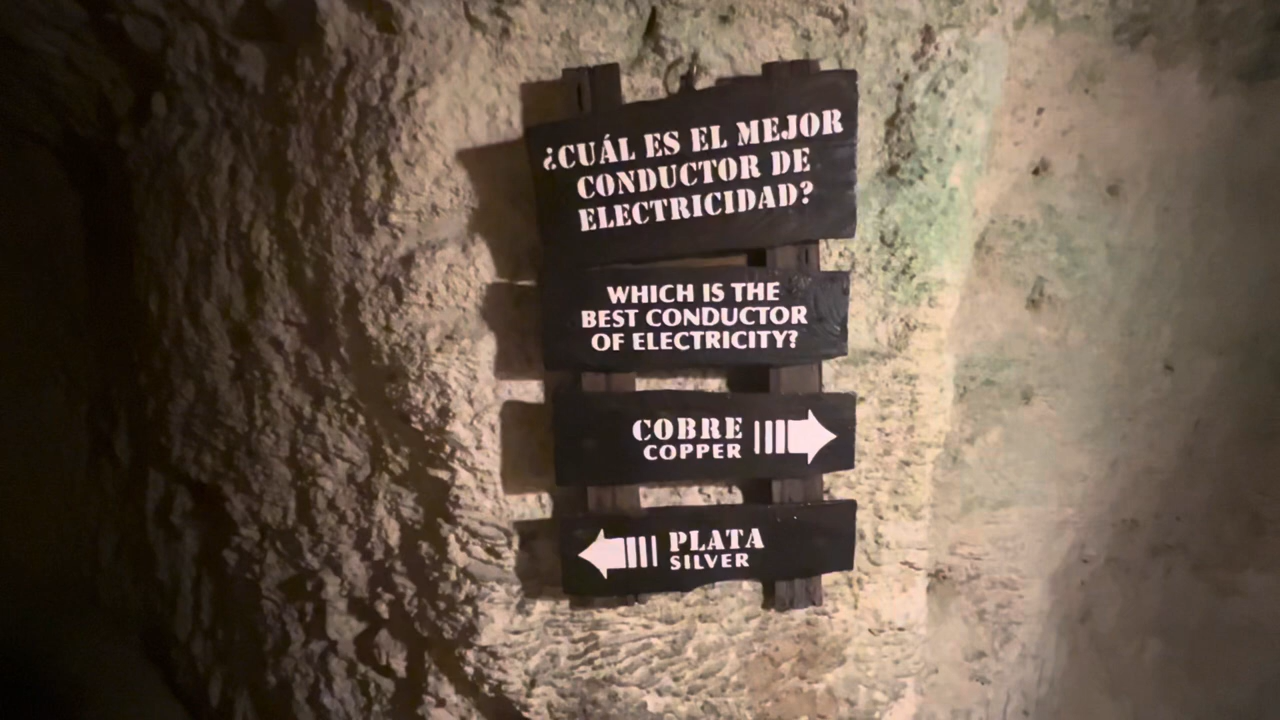 ¿CUÁL ES EL MEJOR
CONDUCTOR DE
ELECTRICIDAD?
WHICH IS THE
BEST CONDUCTOR
OF ELECTRICITY?
COBRE
COPPER
PLATA
SILVER